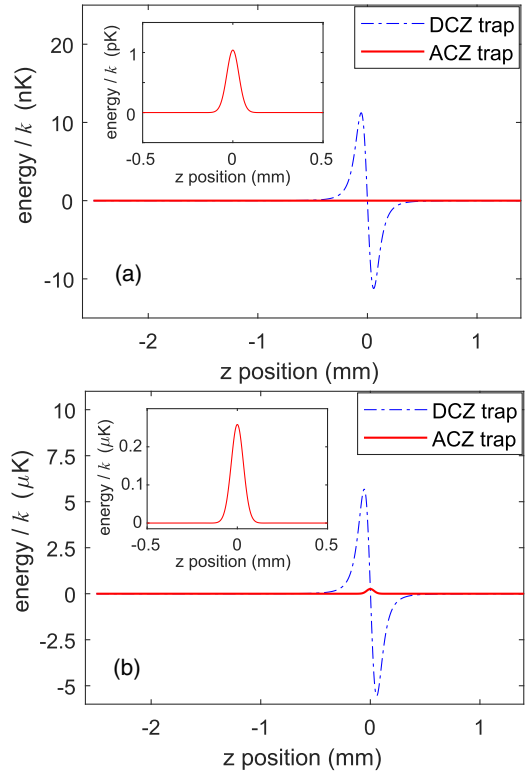 energy / k (nK)
20
10
0
-10
-2
-1
0
1
z position (mm)
(a)
DCZ trap
ACZ trap
energy / k (pK)
1
0
-0.5
0
0.5
z position (mm)
energy / k (μK)
10
7.5
5
2.5
0
-2.5
-5
-2
-1
0
1
z position (mm)
(b)
DCZ trap
ACZ trap
energy / k (μK)
0.2
0.1
0
-0.5
0
0.5
z position (mm)